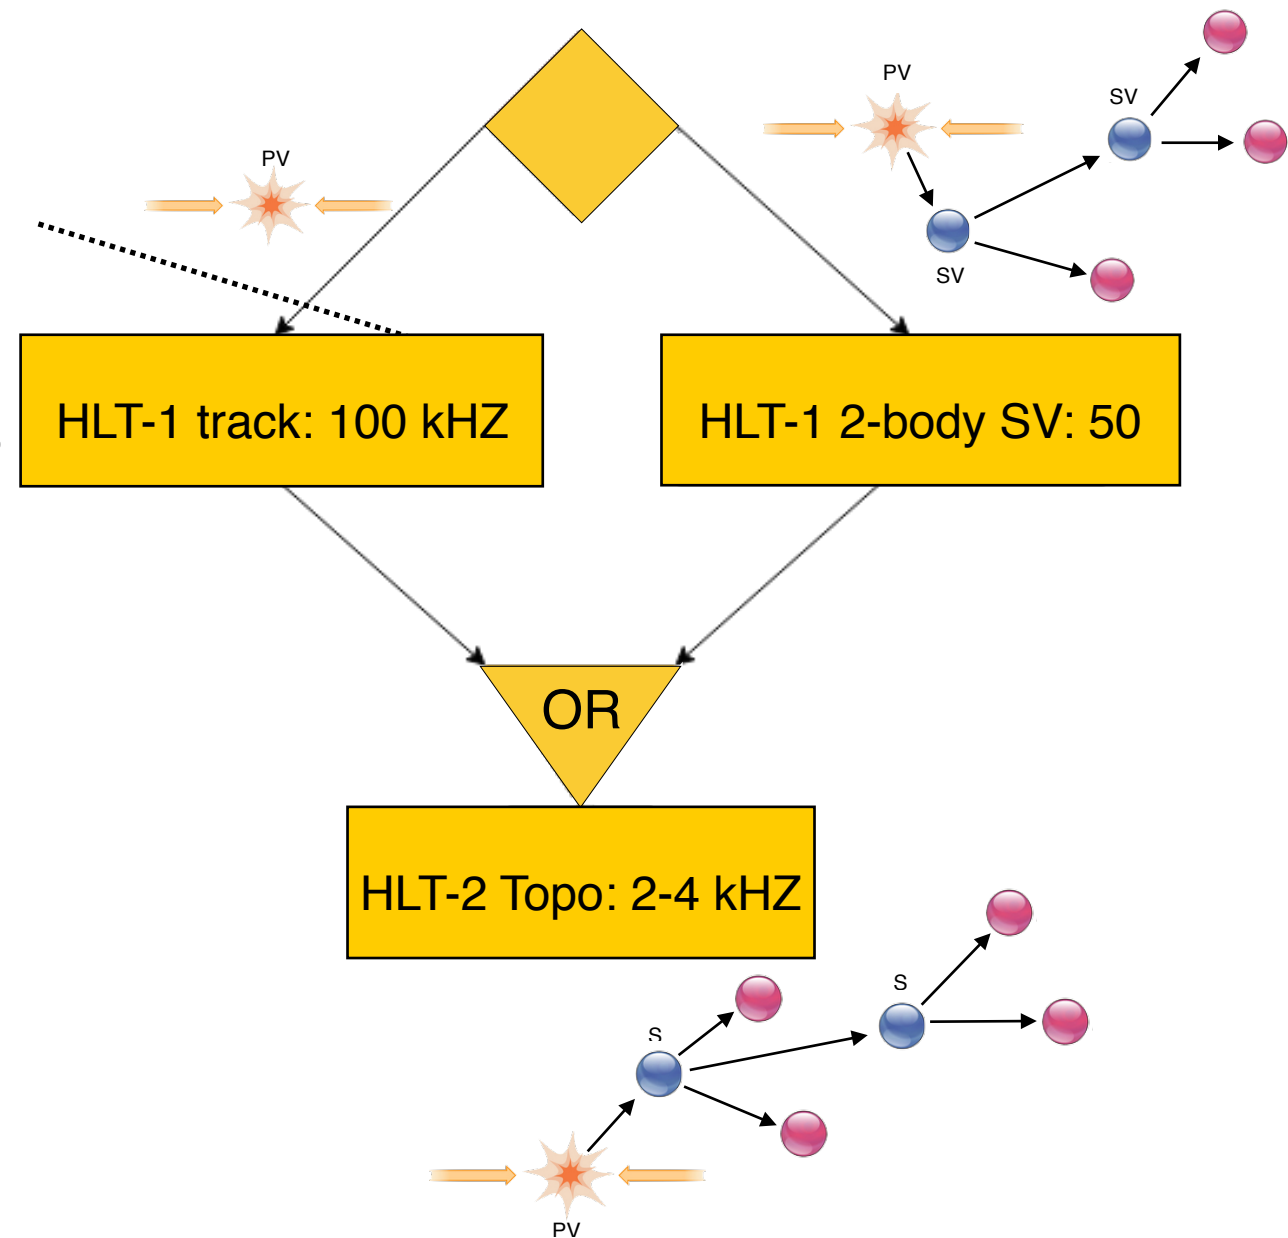 PV
SV
PV
SV
HLT-1 track: 100 kHZ
HLT-1 2-body SV: 50
OR
HLT-2 Topo: 2-4 kHZ
S
S
PV